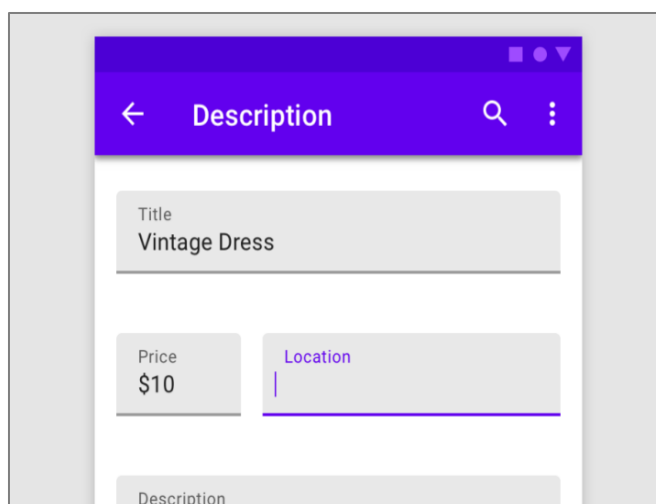 Description
Title
Vintage Dress
Price
$10
Location
Description